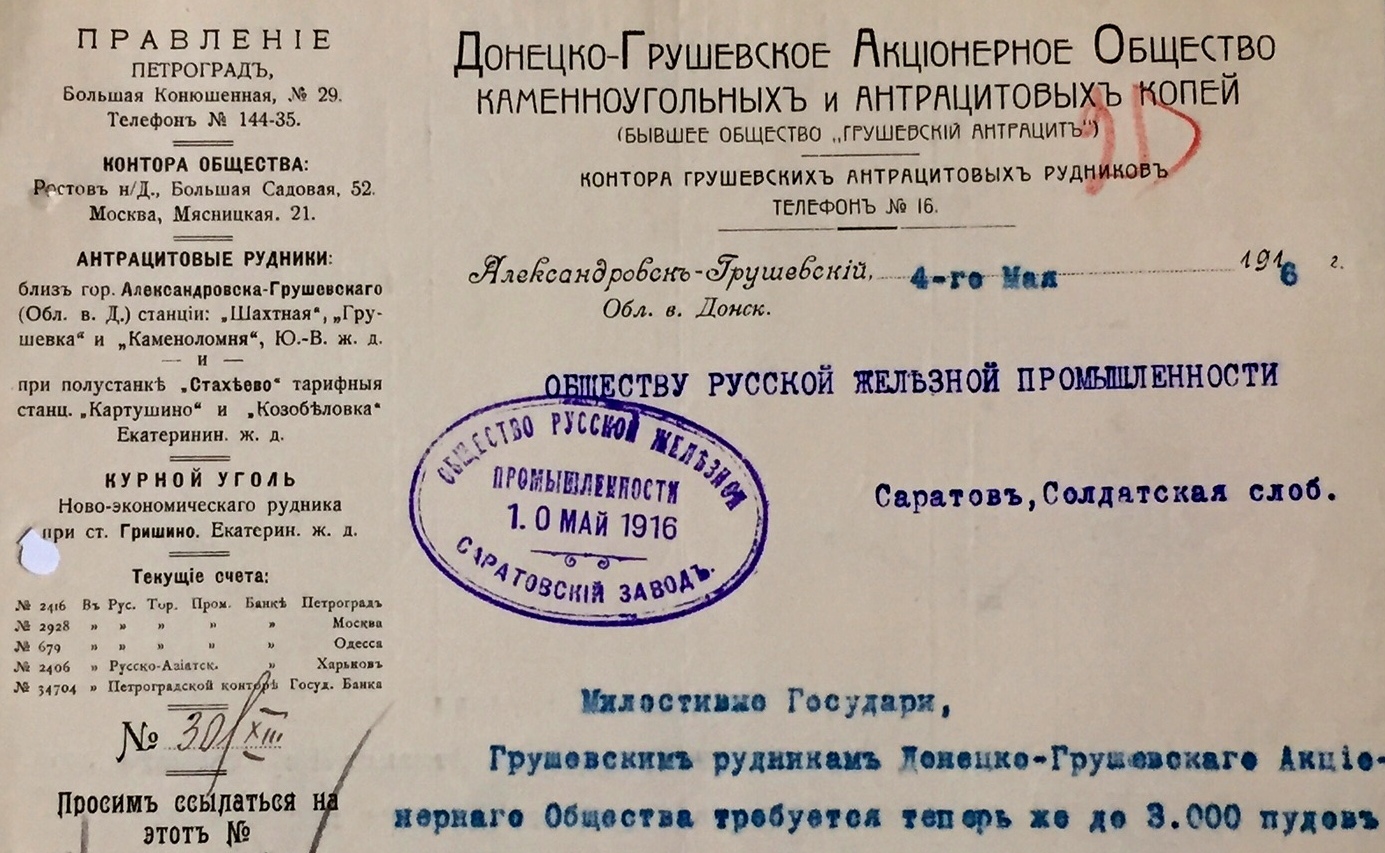 ПРАВЛЕНІЕ
ПЕТРОГРАДЪ,
Большая Конюшенная, № 29.
Телефонъ № 144-35.
КОНТОРА ОБЩЕСТВА:
Ростовъ н/Д., Большая Садовая, 52.
Москва, Мясницкая. 21.
АНТРАЦИТОВЫЕ РУДНИКИ:
близъ гор. Александровска-Грушевскаго
(Обл. в. Д.) станціи: „Шахтная“, „Гру-
шевка“ и „Каменоломня“, Ю.-В. ж. д.
— и —
при полустанкѣ „Стахѣево“ тарифныя
станц. „Картушино“ и „Козобѣловка“
Екатеринин. ж. д.
КУРНОЙ УГОЛЬ
Ново-экономическаго рудника
при ст. Гришино. Екатерин. ж. д.
Текущіе счета:
№ 2416 Въ Рус. Тор. Пром. Банкѣ Петроградъ
№ 2928 » » » » » Москва
№ 679 » » » » » Одесса
№ 2406 » Русско-Азіатск. » Харьковъ
№ 34704 » Петроградской конторѣ Госуд. Банка
№ 301/XIII
Просимъ ссылаться на
этотъ №
Донецко-Грушевское Акціонерное Общество
каменноугольныхъ и антрацитовыхъ копей
(бывшее общество „Грушевскій Антрацитъ“)
КОНТОРА ГРУШЕВСКИХЪ АНТРАЦИТОВЫХЪ РУДНИКОВЪ
ТЕЛЕФОНЪ № 16.
Александровскъ-Грушевскій, 4-го Мая 1916 г.
Обл. в. Донск.
ОБЩЕСТВУ РУССКОЙ ЖЕЛѢЗНОЙ ПРОМЫШЛЕННОСТИ
ОБЩЕСТВО РУССКОЙ ЖЕЛѢЗНОЙ
ПРОМЫШЛЕННОСТИ
1.0 МАЙ 1916
САРАТОВСКІЙ ЗАВОДЪ.
Саратовъ,Солдатская слоб.
Милостивые Государи,
Грушевскимъ рудникамъ Донецко-Грушевскаго Акціо-
нернаго Общества требуется теперь же до 3.000 пудовъ